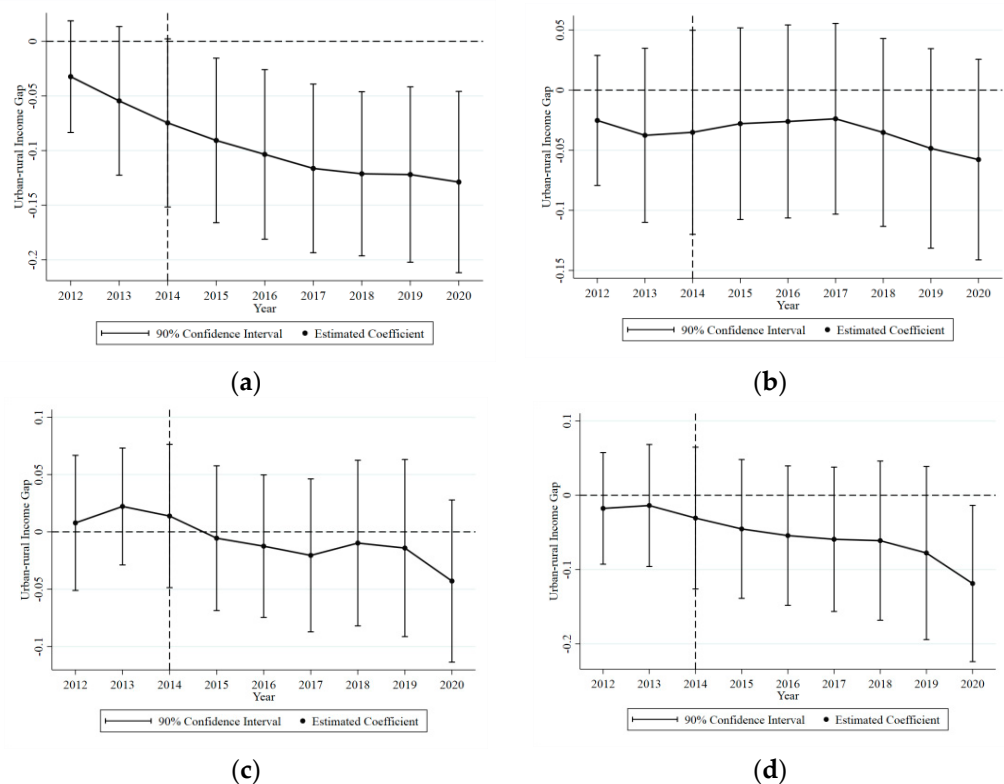 Urban-rural Income Gap
0
-0.05
-0.1
-0.15
-0.2
2012 2013 2014 2015 2016 2017 2018 2019 2020
Year
90% Confidence Interval Estimated Coefficient
(a)
Urban-rural Income Gap
0.05
0
-0.05
-0.1
-0.15
2012 2013 2014 2015 2016 2017 2018 2019 2020
Year
90% Confidence Interval Estimated Coefficient
(b)
Urban-rural Income Gap
0.1
0.05
0
-0.05
-0.1
2012 2013 2014 2015 2016 2017 2018 2019 2020
Year
90% Confidence Interval Estimated Coefficient
(c)
Urban-rural Income Gap
0.1
0
-0.1
-0.2
2012 2013 2014 2015 2016 2017 2018 2019 2020
Year
90% Confidence Interval Estimated Coefficient
(d)